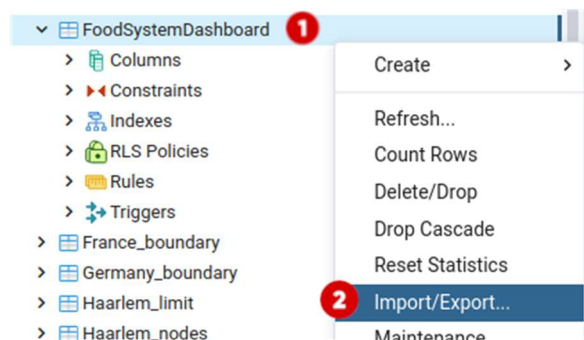 FoodSystemDashboard 1
Columns
Constraints
Indexes
RLS Policies
Rules
Triggers
France_boundary
Germany_boundary
Haarlem_limit
Haarlem_nodes
Create
Refresh...
Count Rows
Delete/Drop
Drop Cascade
Reset Statistics
2 Import/Export...
Maintenance